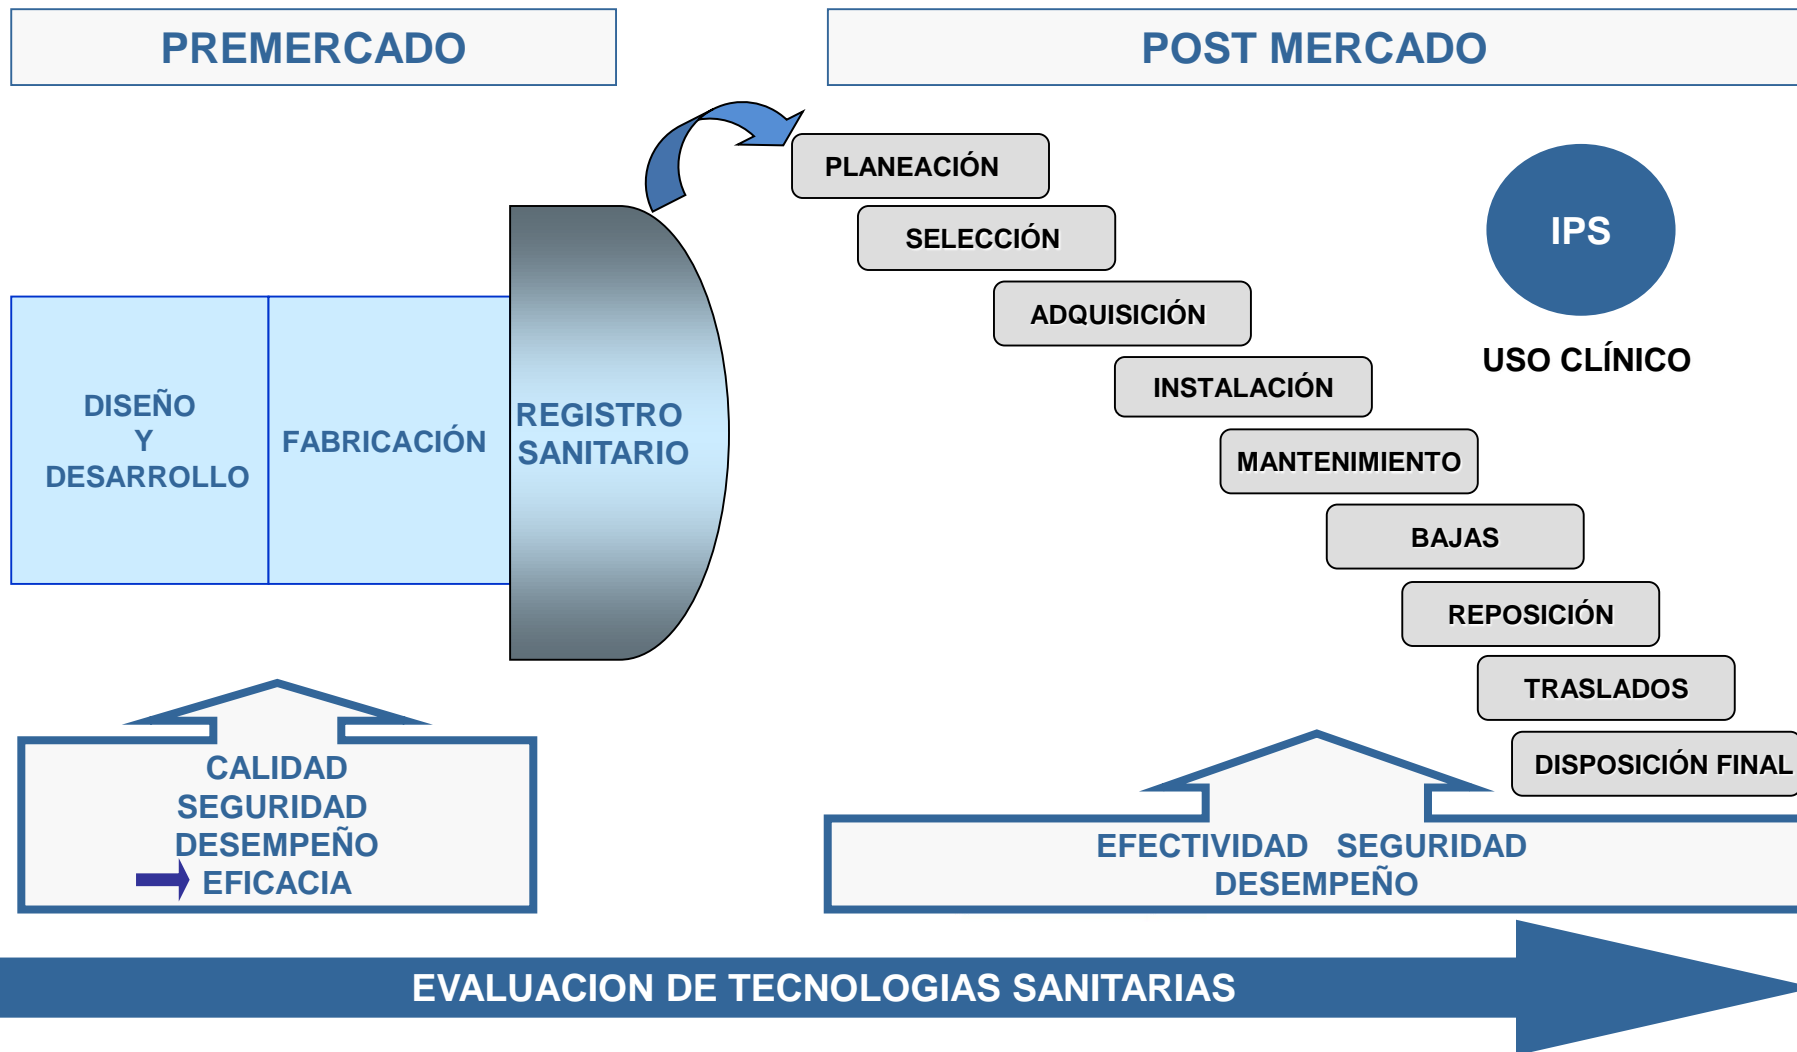 PREMERCADO
POST MERCADO
PLANEACIÓN
SELECCIÓN
ADQUISICIÓN
INSTALACIÓN
MANTENIMIENTO
BAJAS
REPOSICIÓN
TRASLADOS
DISPOSICIÓN FINAL
IPS
USO CLÍNICO
DISEÑO
Y
DESARROLLO
FABRICACIÓN
REGISTRO
SANITARIO
CALIDAD
SEGURIDAD
DESEMPEÑO
EFICACIA
EFECTIVIDAD SEGURIDAD
DESEMPEÑO
EVALUACION DE TECNOLOGIAS SANITARIAS